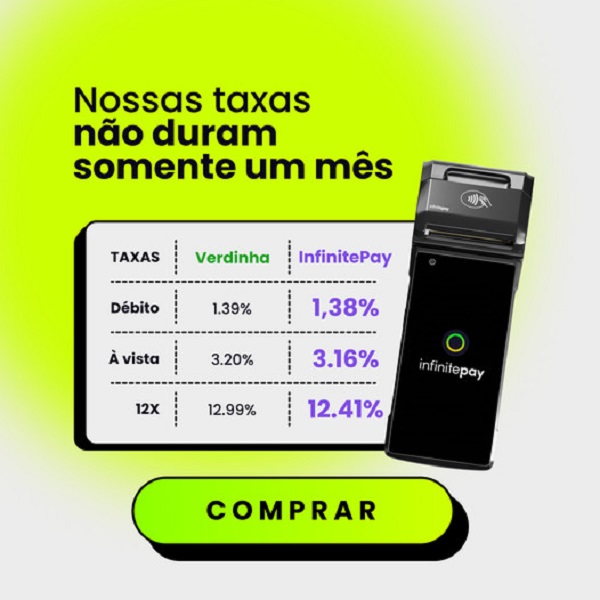 Nossas taxas
não duram
somente um mês
TAXAS Verdinha InfinitePay
Débito 1.39% 1,38%
À vista 3.20% 3.16%
12X 12.99% 12.41%
infinitepay
COMPRAR